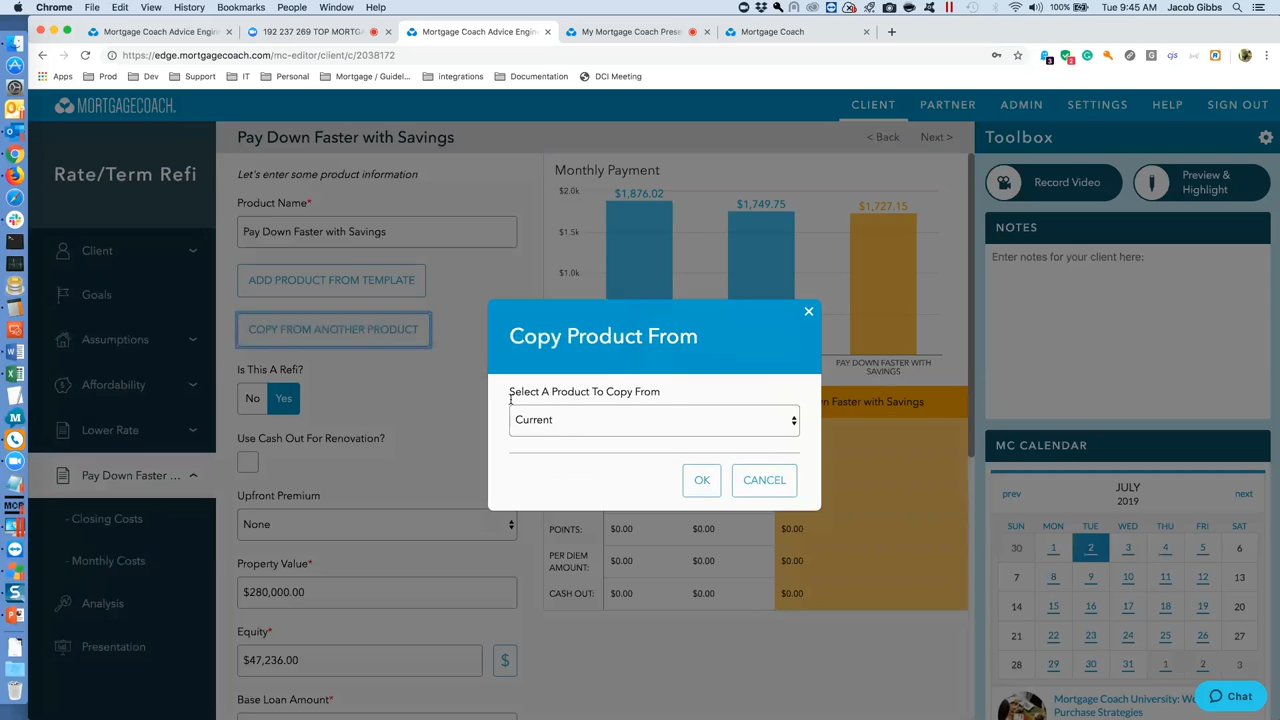 Chrome File Edit View History Bookmarks People Window Help
100% Tue 9:45 AM Jacob Gibbs
Mortgage Coach Advice Engin
192 237 269 TOP MORTGA
Mortgage Coach Advice Engin
My Mortgage Coach Prese
Mortgage Coach
https://edge.mortgagecoach.com/mc-editor/client/c/2038172
Apps Prod Dev Support IT Personal Mortgage / Guidel... integrations Documentation DCI Meeting
MORTGAGECOACH.
CLIENT PARTNER ADMIN SETTINGS HELP SIGN OUT
Rate/Term Refi
Client
Goals
Assumptions
Affordability
Lower Rate
Pay Down Faster ...
- Closing Costs
- Monthly Costs
Analysis
Presentation
Pay Down Faster with Savings
< Back Next >
Let's enter some product information
Product Name*
Pay Down Faster with Savings
ADD PRODUCT FROM TEMPLATE
COPY FROM ANOTHER PRODUCT
Is This A Refi?
No Yes
Use Cash Out For Renovation?
Upfront Premium
None
Property Value*
$280,000.00
Equity*
$47,236.00
$
Base Loan Amount*
Monthly Payment
$2.0k
$1.5k
$1.0k
$1,876.02
$1,749.75
$1,727.15
PAY DOWN FASTER WITH
SAVINGS
n Faster with Savings
POINTS: $0.00 $0.00 $0.00
PER DIEM
AMOUNT: $0.00 $0.00 $0.00
CASH OUT: $0.00 $0.00 $0.00
Copy Product From
Select A Product To Copy From
Current
OK CANCEL
Toolbox
Record Video
Preview &
Highlight
NOTES
Enter notes for your client here:
MC CALENDAR
prev JULY next
2019
SUN MON TUE WED THU FRI SAT
30 1 2 3 4 5 6
7 8 9 10 11 12 13
14 15 16 17 18 19 20
21 22 23 24 25 26 27
28 29 30 31 1 2 3
Mortgage Coach University: We
Purchase Strategies
Chat